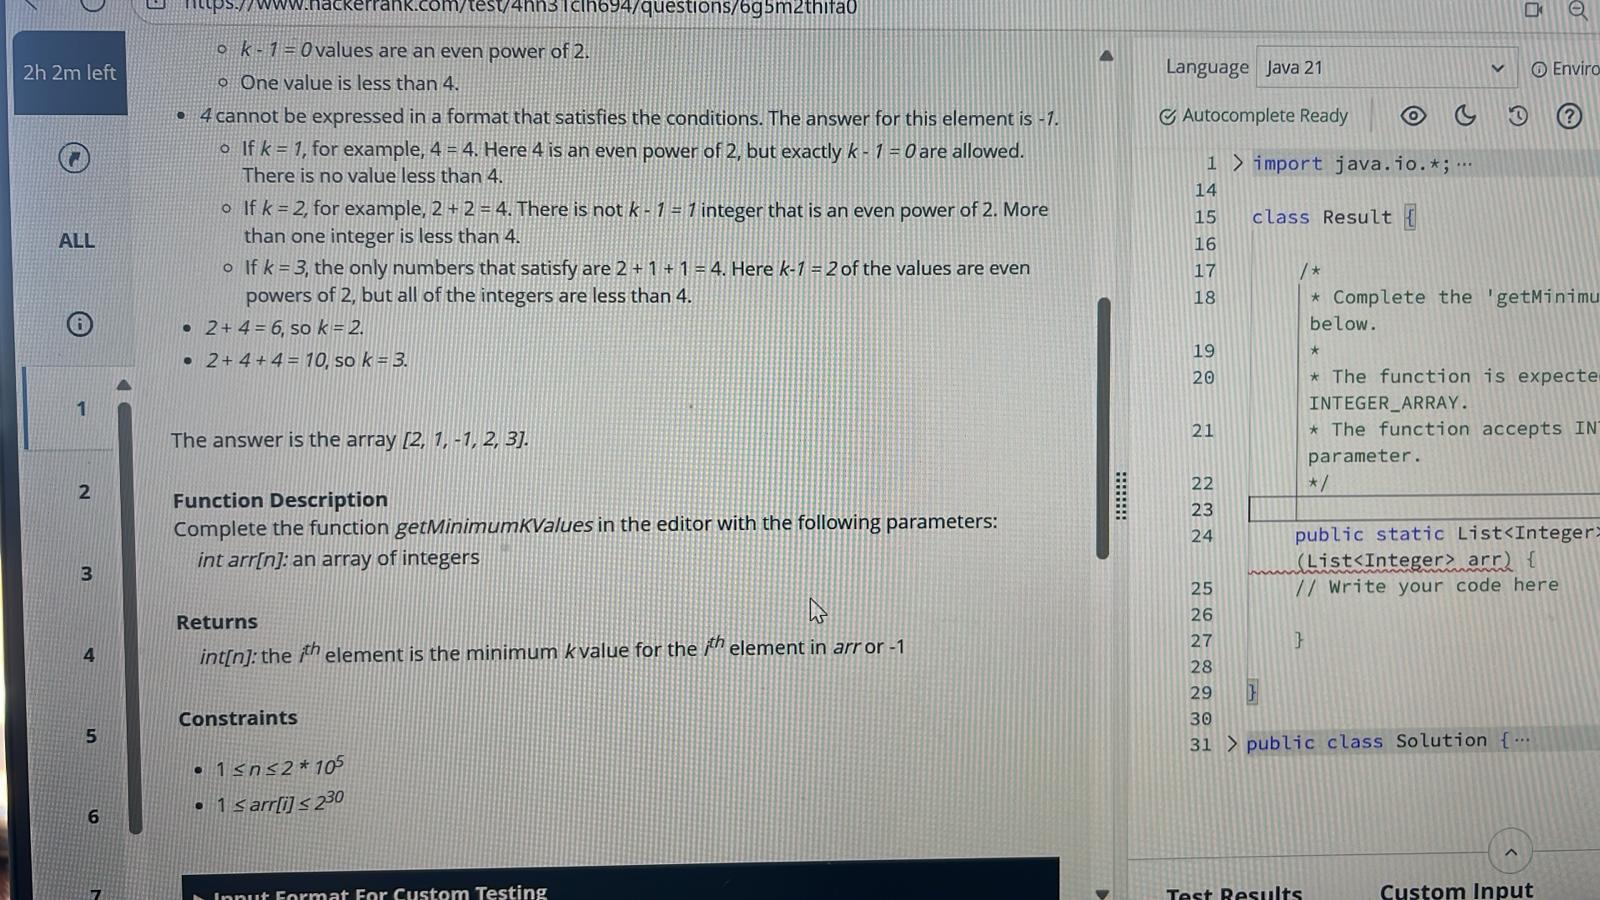 https://www.hackerrank.com/test/
/questions/6g5m2thifa0
2h 2m left
ALL
1
2
3
4
5
6
7
k - 1 = 0 values are an even power of 2.
One value is less than 4.
4 cannot be expressed in a format that satisfies the conditions. The answer for this element is -1.
If k = 1, for example, 4 = 4. Here 4 is an even power of 2, but exactly k - 1 = 0 are allowed.
There is no value less than 4.
If k = 2, for example, 2 + 2 = 4. There is not k - 1 = 1 integer that is an even power of 2. More
than one integer is less than 4.
If k = 3, the only numbers that satisfy are 2 + 1 + 1 = 4. Here k-1 = 2 of the values are even
powers of 2, but all of the integers are less than 4.
2 + 4 = 6, so k = 2.
2 + 4 + 4 = 10, so k = 3.
The answer is the array [2, 1, -1, 2, 3].
Function Description
Complete the function getMinimumKValues in the editor with the following parameters:
int arr[n]: an array of integers
Returns
int[n]: the iᵗʰ element is the minimum k value for the iᵗʰ element in arr or -1
Constraints
1 ≤ n ≤ 2 * 10⁵
1 ≤ arr[i] ≤ 2³⁰
Input Format For Custom Testing
Language Java 21 Enviro
Autocomplete Ready
1 > import java.io.*; ...
14
15 class Result {
16
17 /*
18 * Complete the 'getMinimu
below.
19 *
20 * The function is expecte
INTEGER_ARRAY.
21 * The function accepts IN
parameter.
22 */
23
24 public static List<Integer>
(List<Integer> arr) {
25 // Write your code here
26
27 }
28
29 }
30
31 > public class Solution { ...
Test Results Custom Input